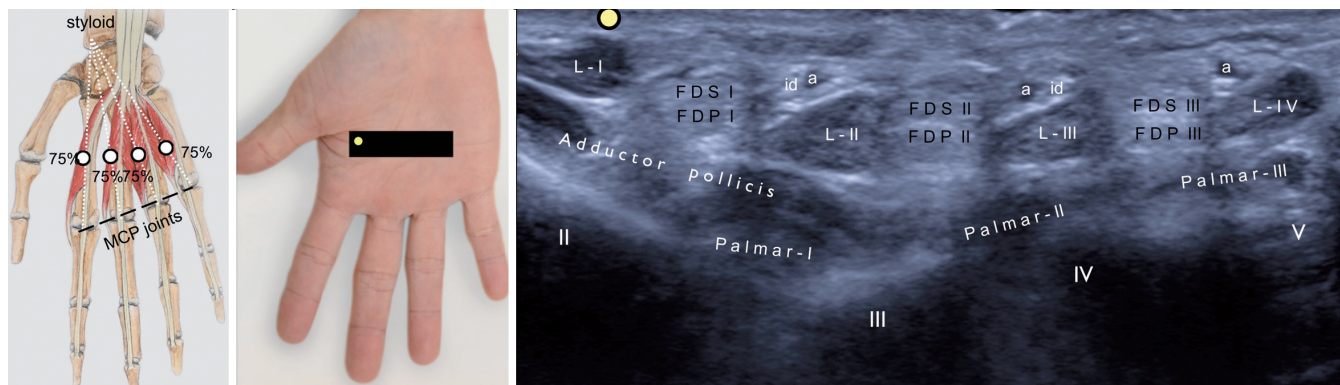 styloid
75%
75%
75%
75%
MCP joints
L-I
FDS I
FDP I
id
a
L-II
FDS II
FDP II
a
id
L-III
FDS III
FDP III
a
L-IV
Adductor pollicis
Palmar-I
Palmar-II
Palmar-III
II
III
IV
V